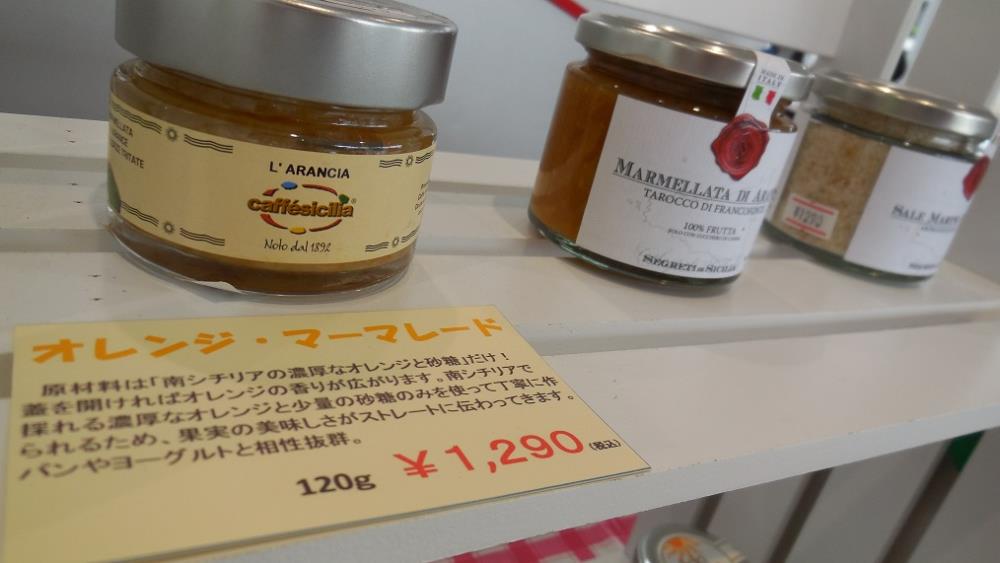 L'ARANCIA
caffèsicilia
Noto dal 1892
MADE IN
ITALY
MARMELLATA DI
TAROCCO DI
100% FRUTTA
SEGRETI DI SICILIA
¥1290
SALE
オレンジ・マーマレード
原材料は「南シチリアの濃厚なオレンジと砂糖」だけ！
蓋を開ければオレンジの香りが広がります。南シチリアで
採れる濃厚なオレンジと少量の砂糖のみを使って丁寧に作
られるため、果実の美味しさがストレートに伝わってきます。
パンやヨーグルトと相性抜群。
120g ¥1,290 (税込)